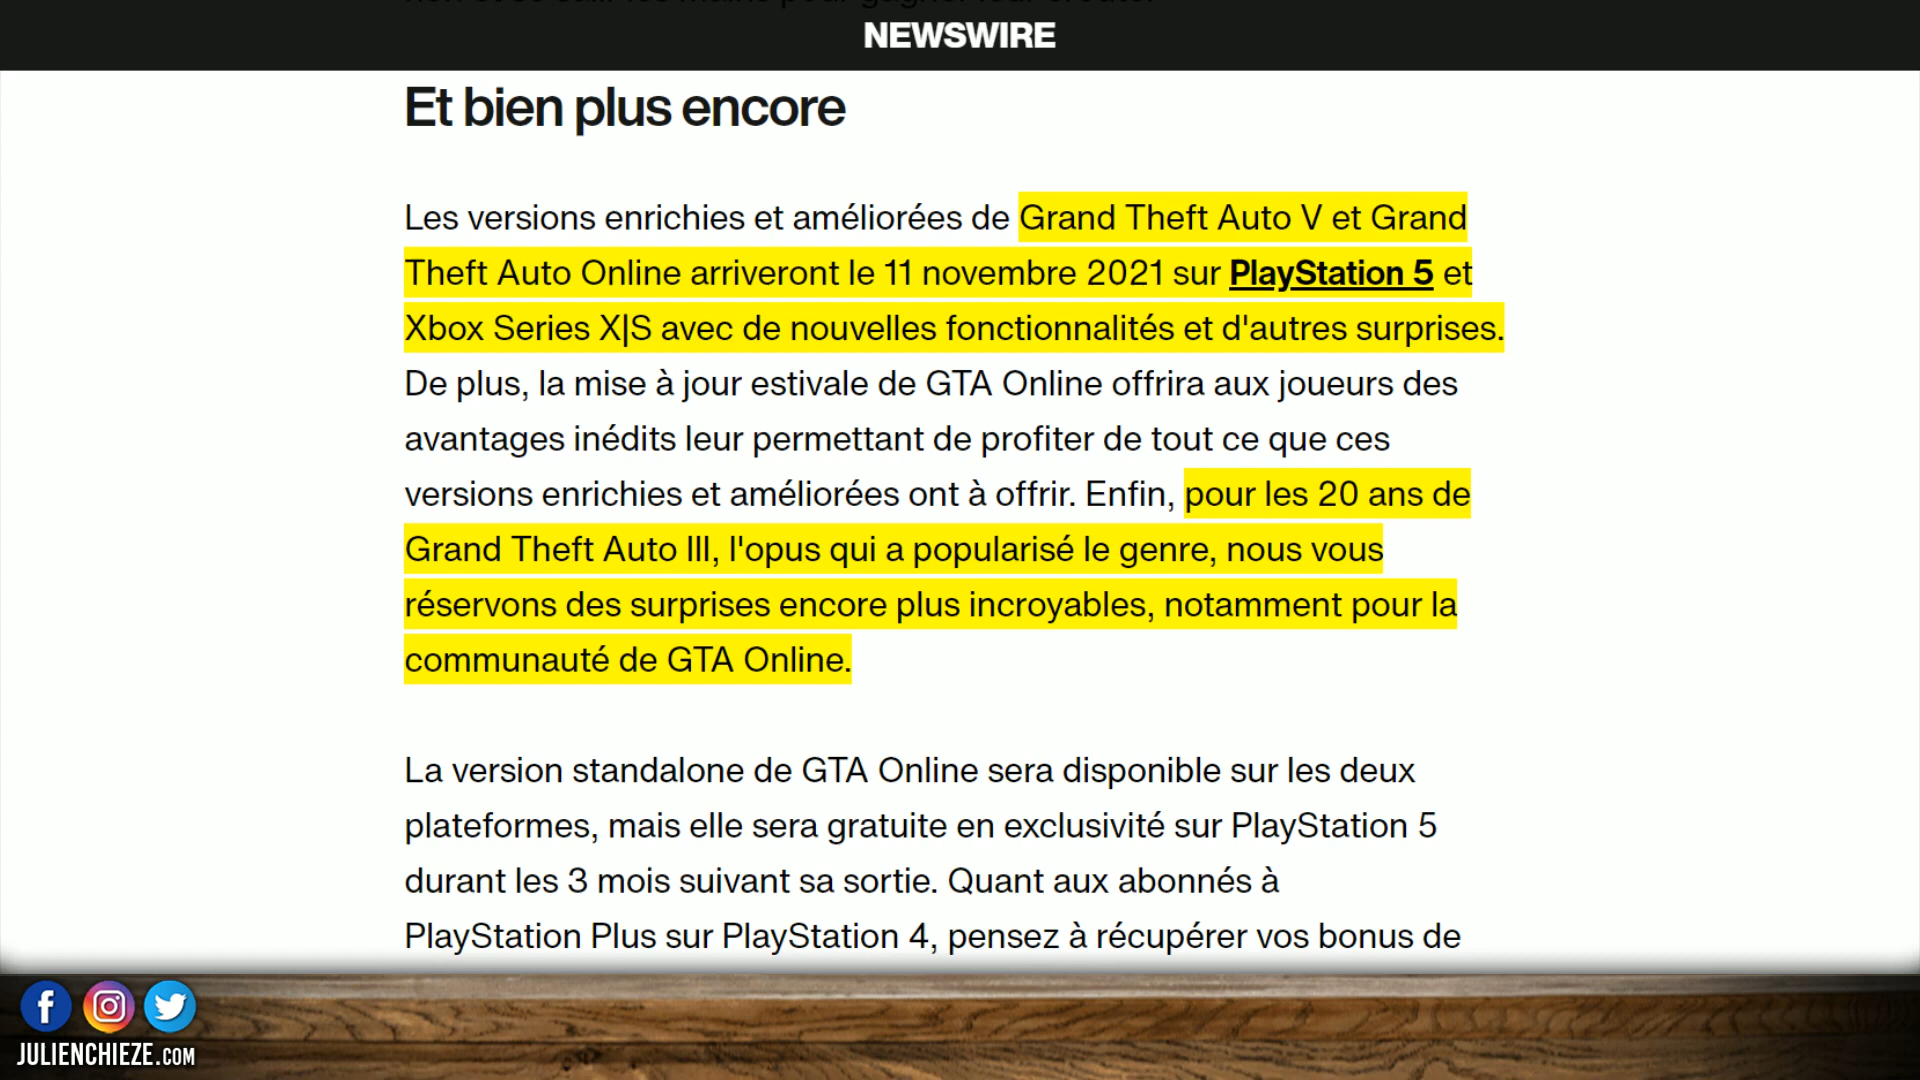 NEWSWIRE
Et bien plus encore
Les versions enrichies et améliorées de Grand Theft Auto V et Grand
Theft Auto Online arriveront le 11 novembre 2021 sur PlayStation 5 et
Xbox Series X|S avec de nouvelles fonctionnalités et d'autres surprises.
De plus, la mise à jour estivale de GTA Online offrira aux joueurs des
avantages inédits leur permettant de profiter de tout ce que ces
versions enrichies et améliorées ont à offrir. Enfin, pour les 20 ans de
Grand Theft Auto III, l'opus qui a popularisé le genre, nous vous
réservons des surprises encore plus incroyables, notamment pour la
communauté de GTA Online.
La version standalone de GTA Online sera disponible sur les deux
plateformes, mais elle sera gratuite en exclusivité sur PlayStation 5
durant les 3 mois suivant sa sortie. Quant aux abonnés à
PlayStation Plus sur PlayStation 4, pensez à récupérer vos bonus de
JULIENCHIEZE.COM